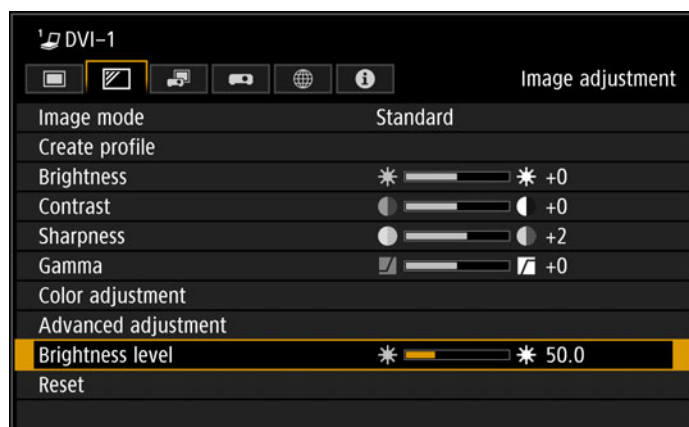 1 DVI-1
Image adjustment
Image mode Standard
Create profile
Brightness +0
Contrast +0
Sharpness +2
Gamma +0
Color adjustment
Advanced adjustment
Brightness level 50.0
Reset